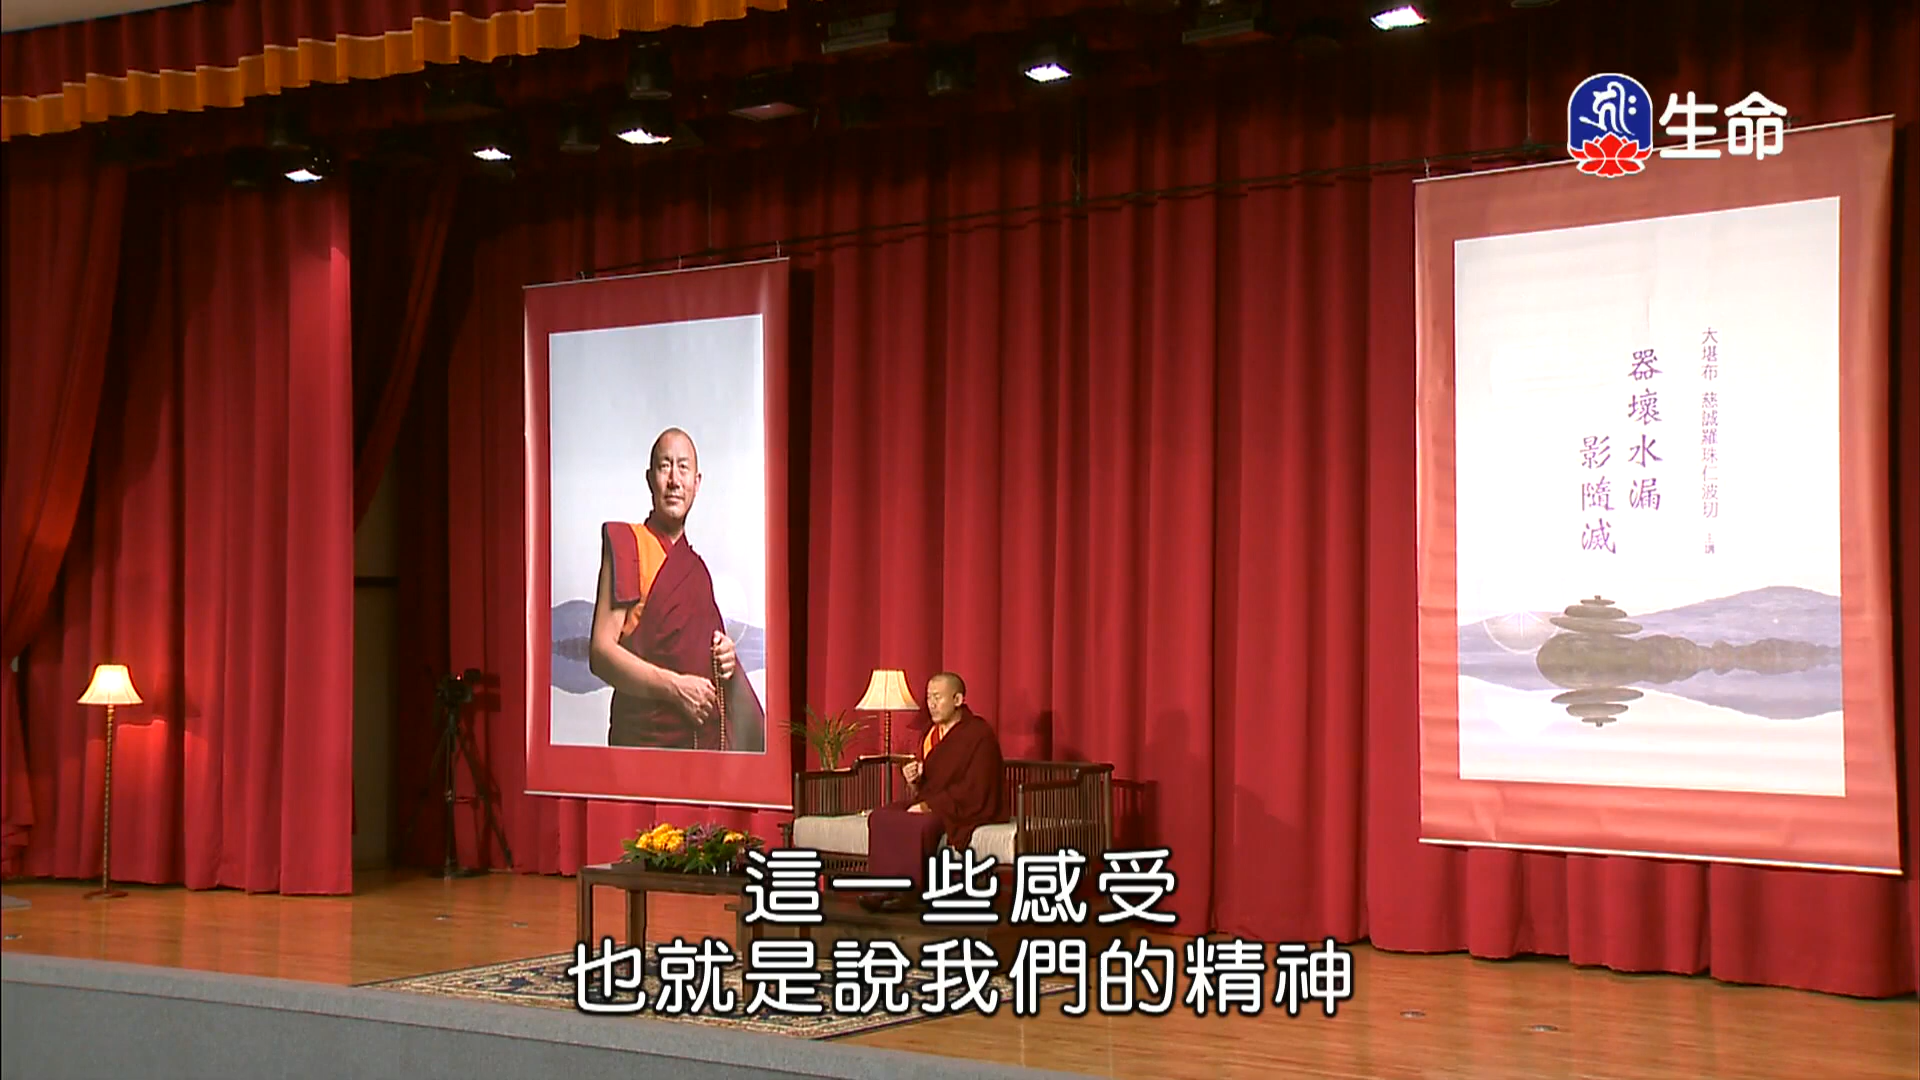 生命
大堪布 慈誠羅珠仁波切 主講
器壞水漏
影隨滅
這一些感受
也就是說我們的精神